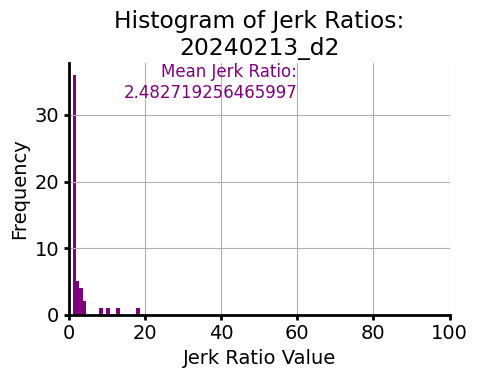 Histogram of Jerk Ratios:
20240213_d2
Mean Jerk Ratio:
2.482719256465997
Frequency
30
20
10
0
0 20 40 60 80 100
Jerk Ratio Value